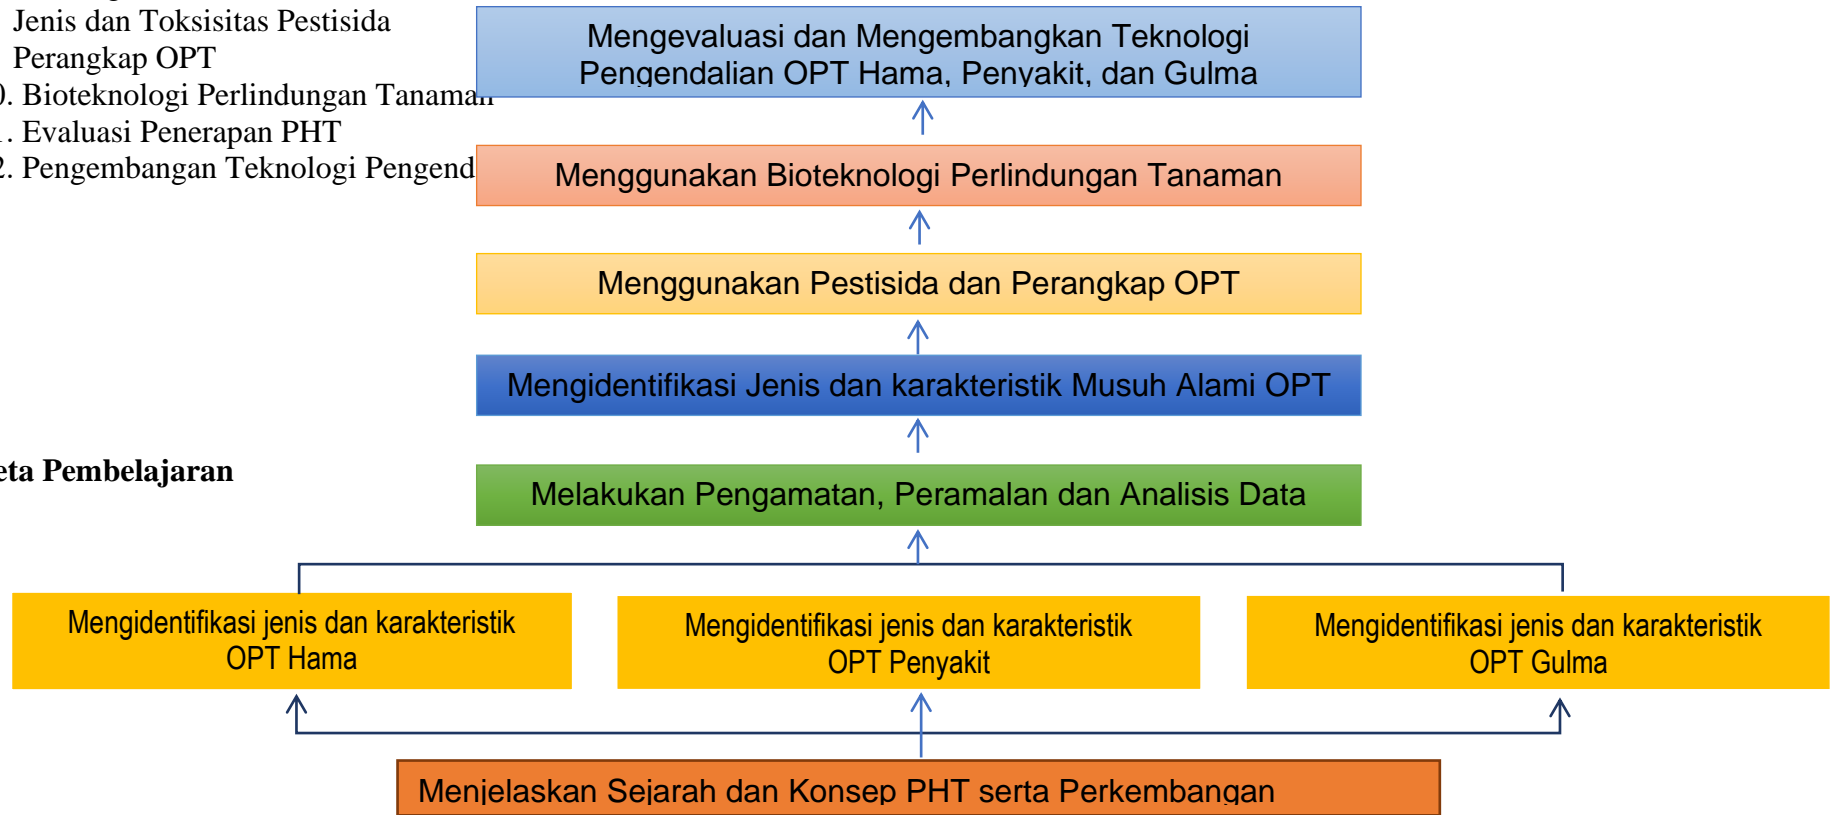 Jenis dan Toksisitas Pestisida
Perangkap OPT
0. Bioteknologi Perlindungan Tanaman
1. Evaluasi Penerapan PHT
2. Pengembangan Teknologi Pengend
Mengevaluasi dan Mengembangkan Teknologi
Pengendalian OPT Hama, Penyakit, dan Gulma
Menggunakan Bioteknologi Perlindungan Tanaman
Menggunakan Pestisida dan Perangkap OPT
Mengidentifikasi Jenis dan karakteristik Musuh Alami OPT
eta Pembelajaran
Melakukan Pengamatan, Peramalan dan Analisis Data
Mengidentifikasi jenis dan karakteristik
OPT Hama
Mengidentifikasi jenis dan karakteristik
OPT Penyakit
Mengidentifikasi jenis dan karakteristik
OPT Gulma
Menjelaskan Sejarah dan Konsep PHT serta Perkembangan